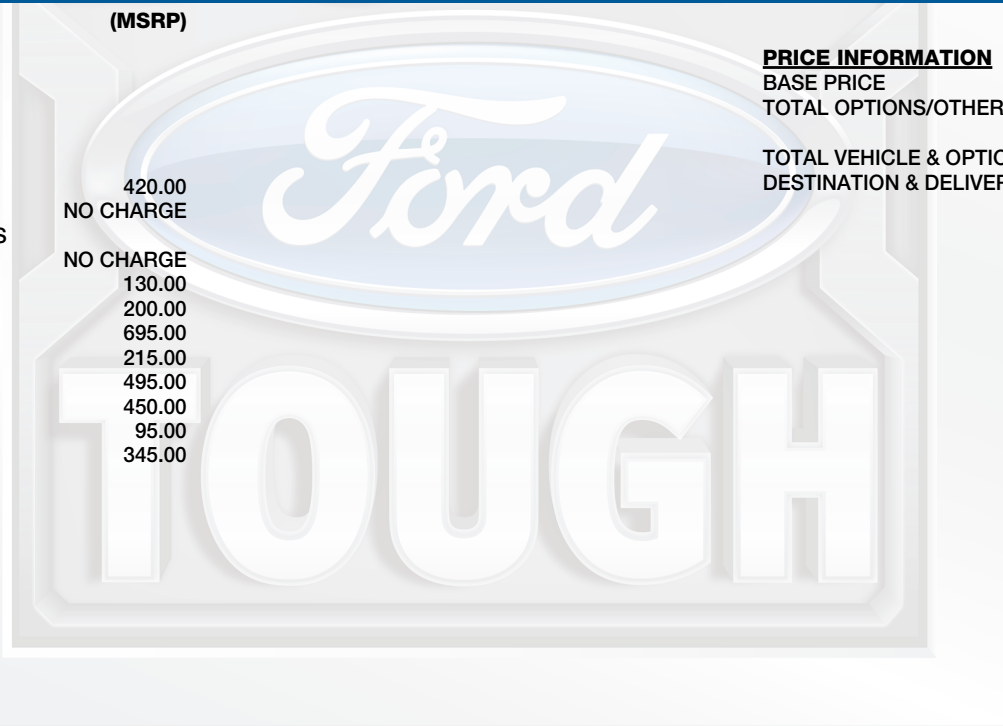 (MSRP)
420.00
NO CHARGE
S
NO CHARGE
130.00
200.00
695.00
215.00
495.00
450.00
95.00
345.00
PRICE INFORMATION
BASE PRICE
TOTAL OPTIONS/OTHER
TOTAL VEHICLE & OPTIO
DESTINATION & DELIVER
Ford
TOUGH